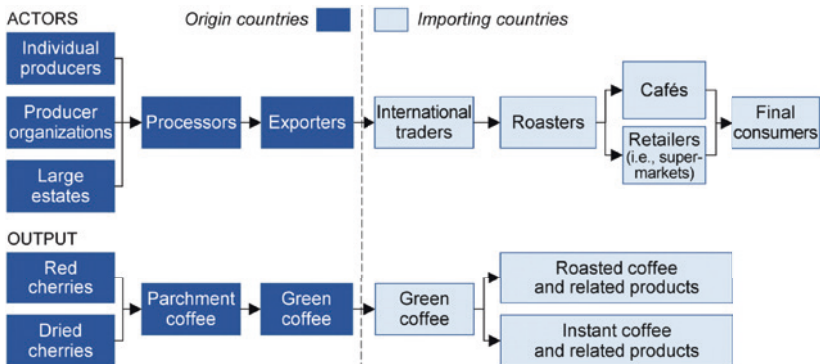 ACTORS
Origin countries
Importing countries
Individual
producers
Producer
organizations
Large
estates
Processors
Exporters
International
traders
Roasters
Cafés
Retailers
(i.e., super-
markets)
Final
consumers
OUTPUT
Red
cherries
Dried
cherries
Parchment
coffee
Green
coffee
Green
coffee
Roasted coffee
and related products
Instant coffee
and related products